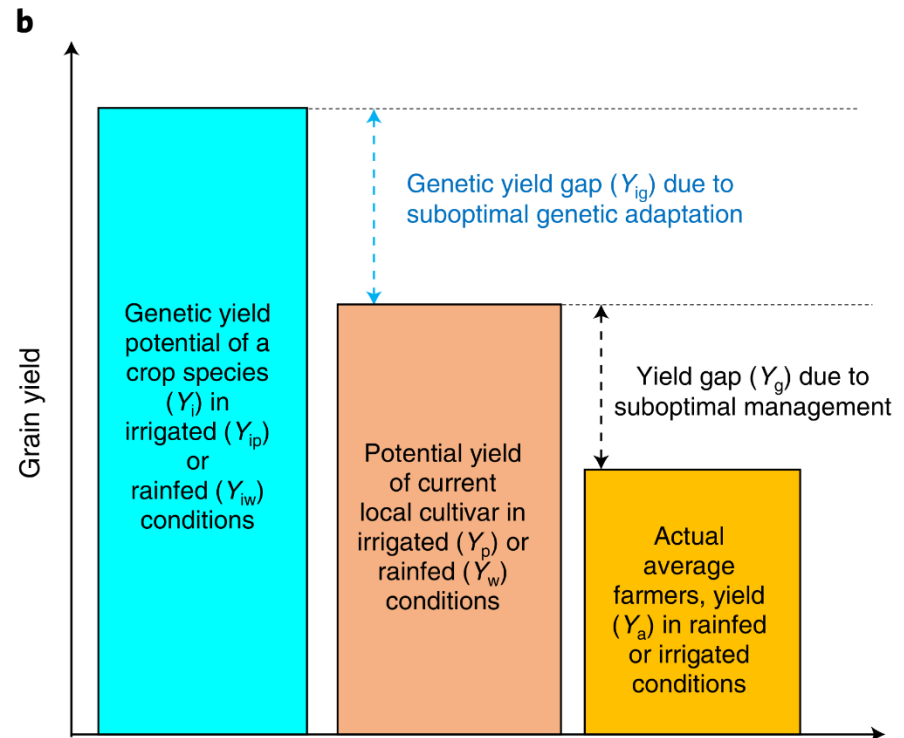 b
Grain yield
Genetic yield
potential of a
crop species
(Yi) in
irrigated (Yip)
or
rainfed (Yiw)
conditions
Genetic yield gap (Yig) due to
suboptimal genetic adaptation
Potential yield
of current
local cultivar in
irrigated (Yp) or
rainfed (Yw)
conditions
Yield gap (Yg) due to
suboptimal management
Actual
average
farmers, yield
(Ya) in rainfed
or irrigated
conditions